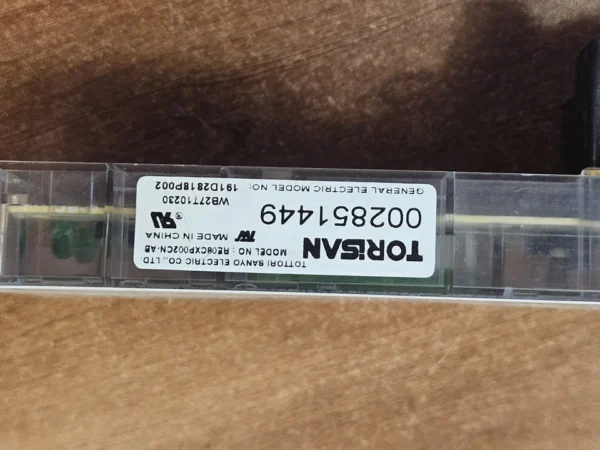 TOTTORI SANYO ELECTRIC CO., LTD.
TORiSAN
MODEL NO : RE08CXP002CN-AB
MADE IN CHINA
002851449
WB27T10230
GENERAL ELECTRIC MODEL NO:
191D2818P002